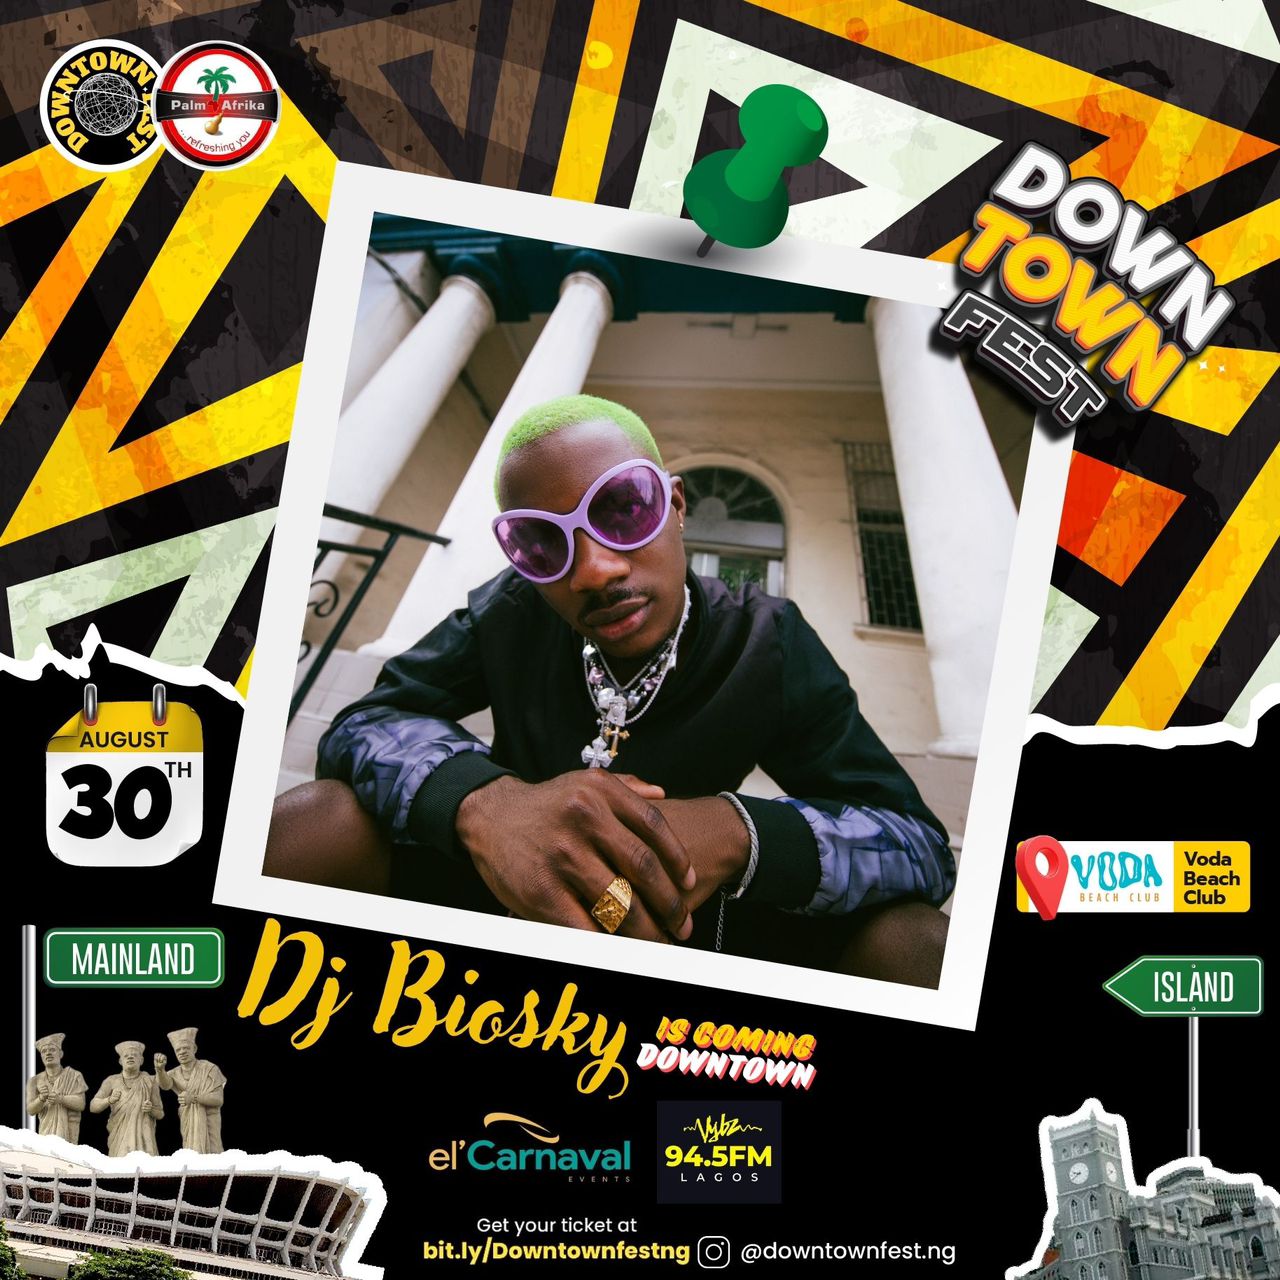 DOWNTOWN FEST
Palm Afrika
...refreshing you
DOWN
TOWN
FEST
AUGUST
30TH
VODA
BEACH CLUB
Voda
Beach
Club
MAINLAND
ISLAND
Dj Biosky
IS COMING
DOWNTOWN
el'Carnaval
EVENTS
Vybz
94.5FM
LAGOS
Get your ticket at
bit.ly/Downtownfestng
@downtownfest.ng